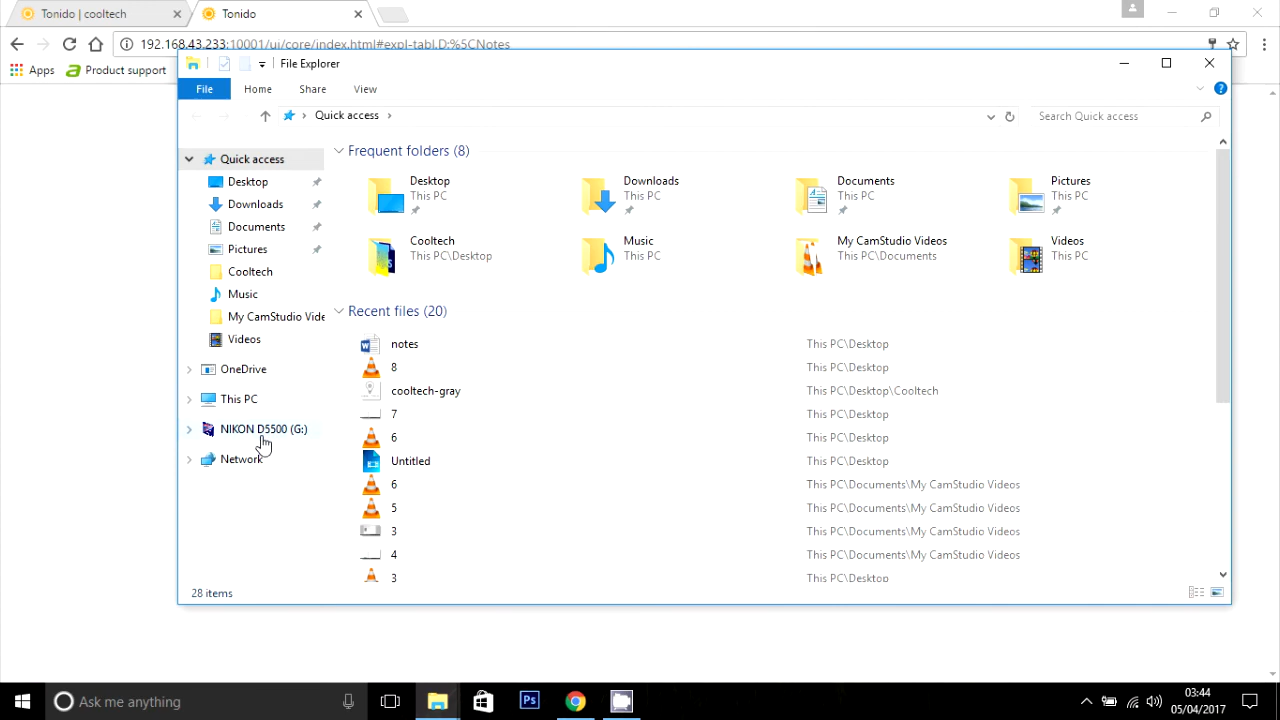 Tonido | cooltech
Tonido
192.168.43.233:10001/ui/core/index.html#expl-tabl.D:%5CNotes
Apps
Product support
File Explorer
File
Home
Share
View
Quick access
Search Quick access
Quick access
Desktop
Downloads
Documents
Pictures
Cooltech
Music
My CamStudio Vide
Videos
OneDrive
This PC
NIKON D5500 (G:)
Network
Frequent folders (8)
Desktop
This PC
Downloads
This PC
Documents
This PC
Pictures
This PC
Cooltech
This PC\Desktop
Music
This PC
My CamStudio Videos
This PC\Documents
Videos
This PC
Recent files (20)
notes This PC\Desktop
8 This PC\Desktop
cooltech-gray This PC\Desktop\Cooltech
7 This PC\Desktop
6 This PC\Desktop
Untitled This PC\Desktop
6 This PC\Documents\My CamStudio Videos
5 This PC\Documents\My CamStudio Videos
3 This PC\Documents\My CamStudio Videos
4 This PC\Documents\My CamStudio Videos
3 This PC\Desktop
28 items
Ask me anything
Ps
03:44
05/04/2017